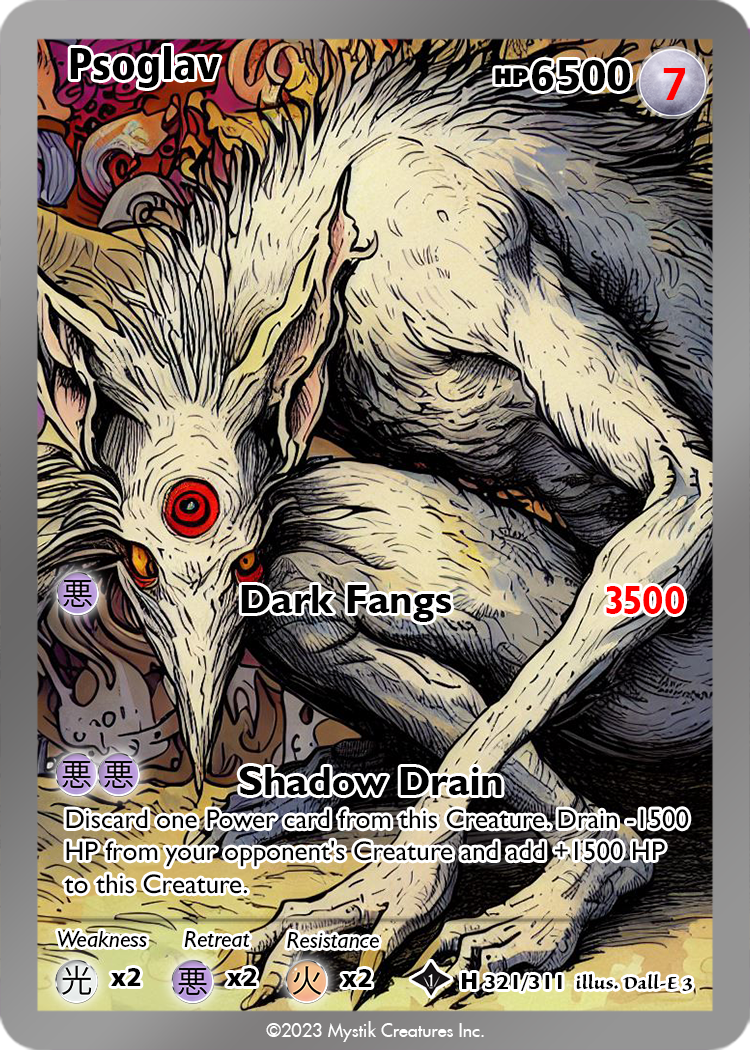 Psoglav HP6500 7
悪 Dark Fangs 3500
悪 悪 Shadow Drain
Discard one Power card from this Creature. Drain -1500
HP from your opponent's Creature and add +1500 HP
to this Creature.
Weakness Retreat Resistance
光 x2 悪 x2 火 x2 1 H 321/311 illus. Dall-E 3
©2023 Mystik Creatures Inc.